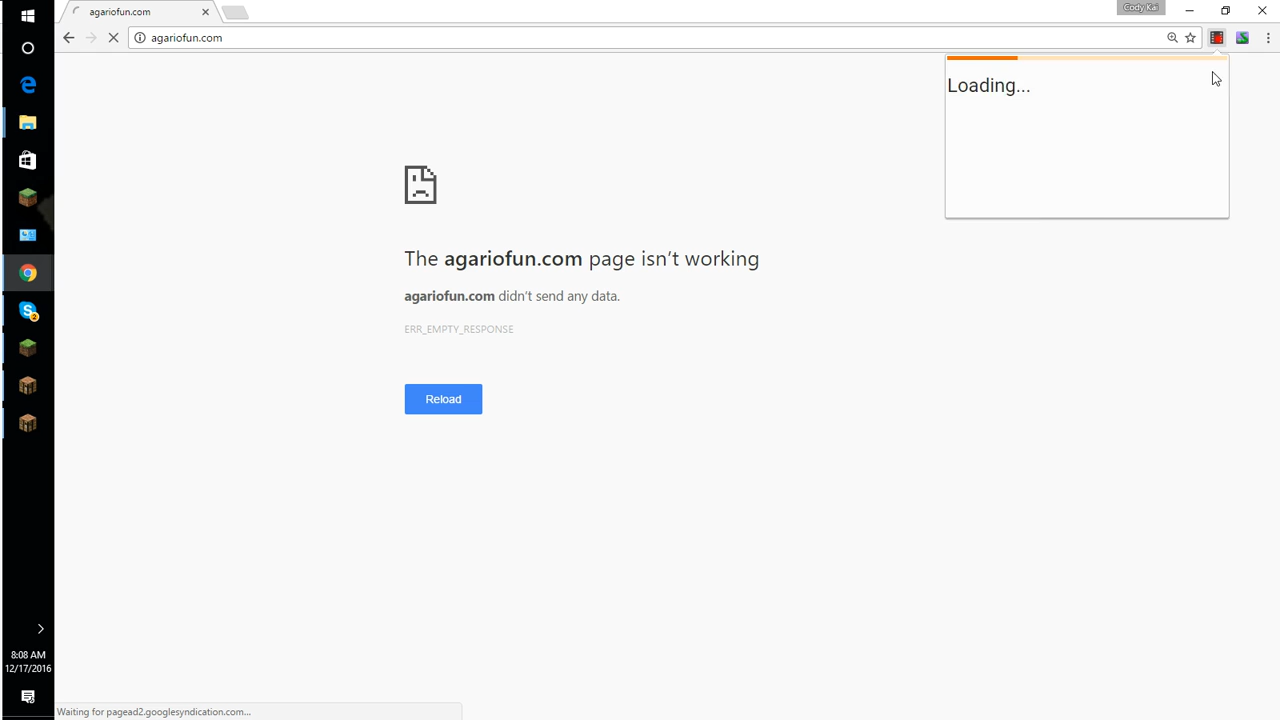 agariofun.com
Cody Kai
agariofun.com
Loading...
The agariofun.com page isn't working
agariofun.com didn't send any data.
ERR_EMPTY_RESPONSE
Reload
2
8:08 AM
12/17/2016
Waiting for pagead2.googlesyndication.com...